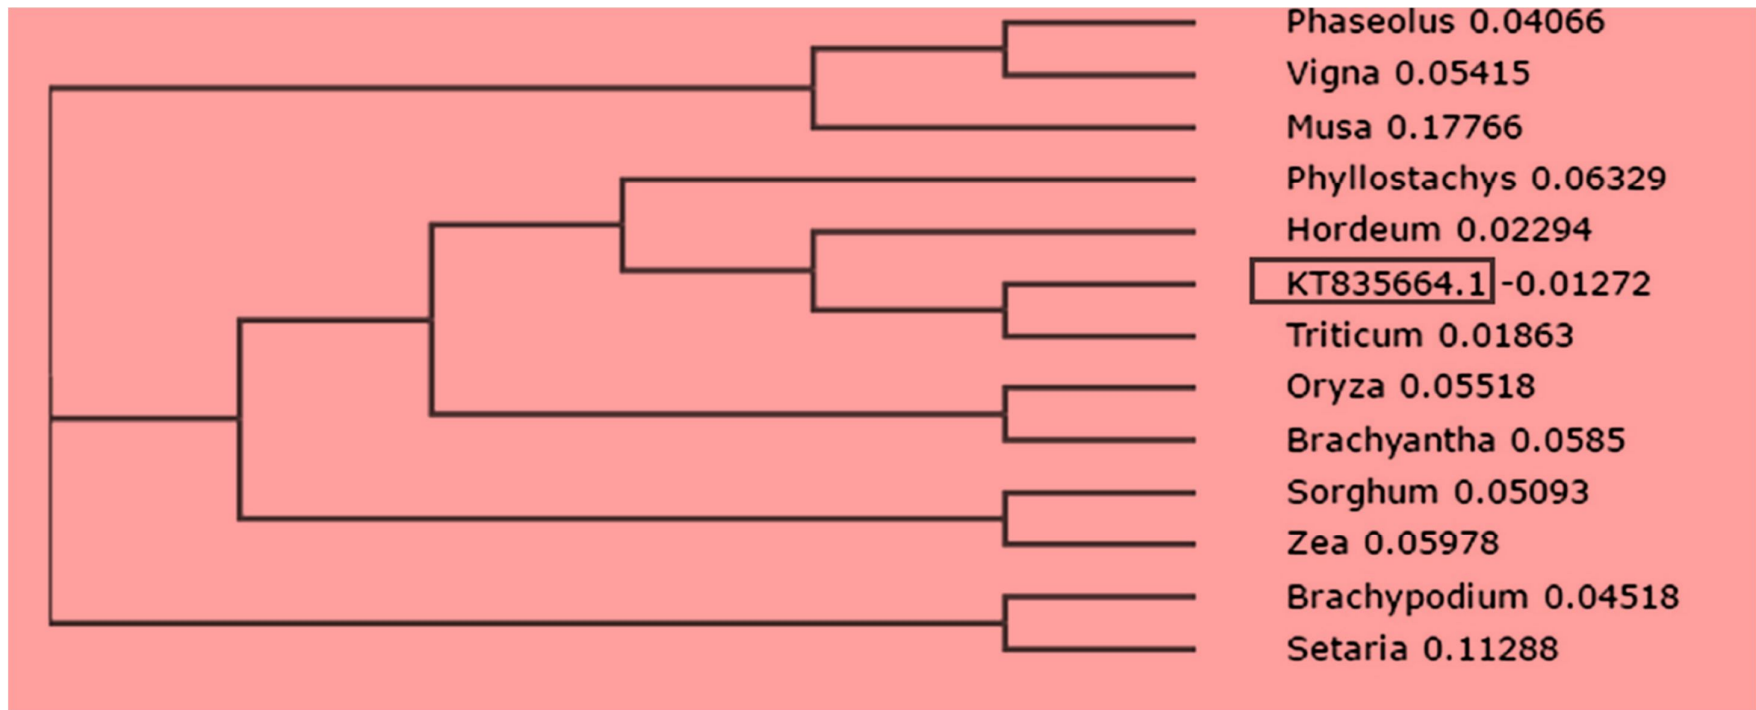 Phaseolus 0.04066
Vigna 0.05415
Musa 0.17766
Phyllostachys 0.06329
Hordeum 0.02294
KT835664.1 -0.01272
Triticum 0.01863
Oryza 0.05518
Brachyantha 0.0585
Sorghum 0.05093
Zea 0.05978
Brachypodium 0.04518
Setaria 0.11288